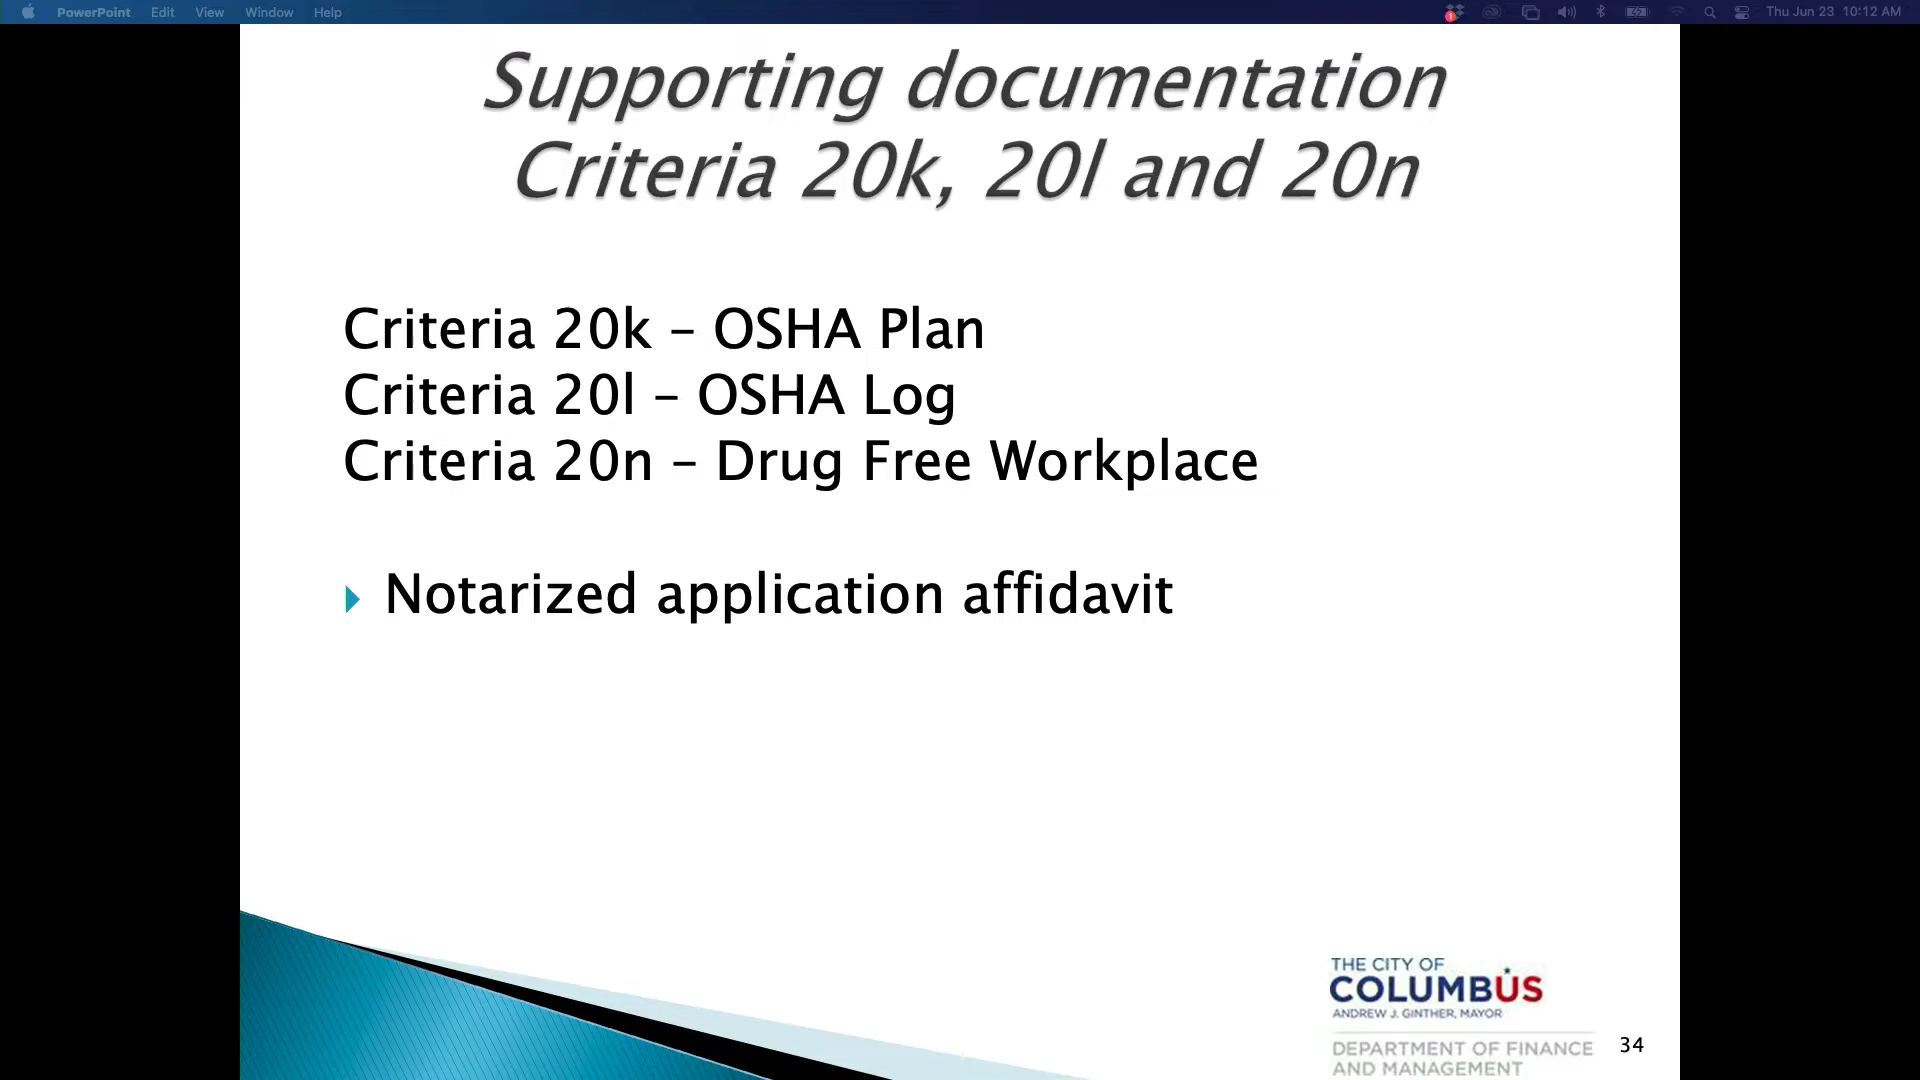 PowerPoint Edit View Window Help
1
Thu Jun 23 10:12 AM
Supporting documentation
Criteria 20k, 20l and 20n
Criteria 20k – OSHA Plan
Criteria 20l – OSHA Log
Criteria 20n – Drug Free Workplace
Notarized application affidavit
THE CITY OF
COLUMBUS
ANDREW J. GINTHER, MAYOR
DEPARTMENT OF FINANCE
AND MANAGEMENT
34